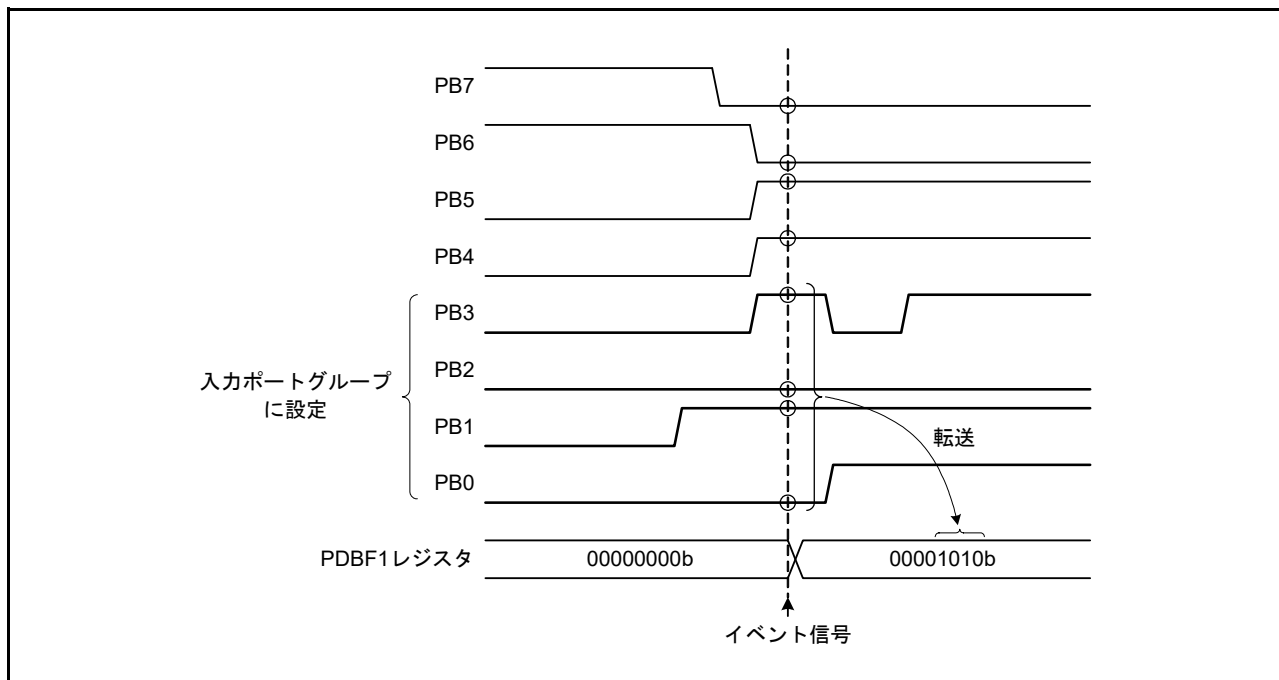 PB7
PB6
PB5
PB4
PB3
PB2
入力ポートグループ
に設定
PB1
転送
PB0
PDBF1レジスタ
00000000b
00001010b
イベント信号